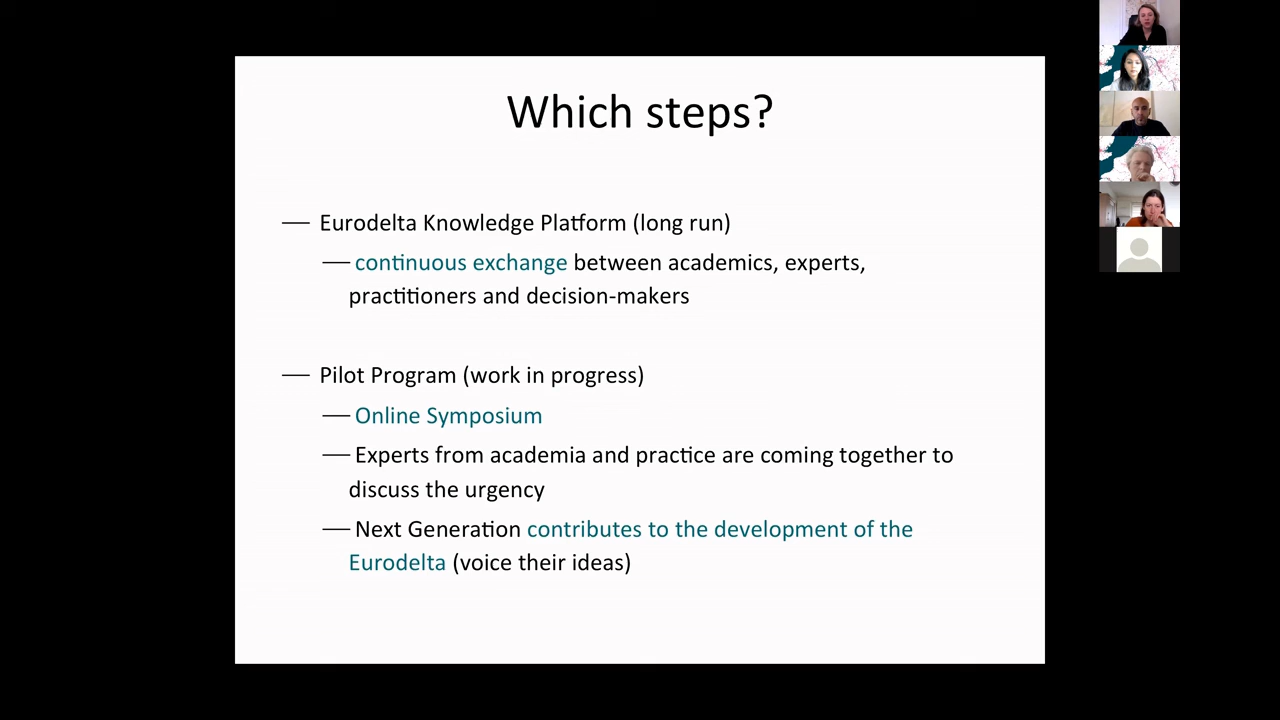 Which steps?
— Eurodelta Knowledge Platform (long run)
— continuous exchange between academics, experts,
practitioners and decision-makers
— Pilot Program (work in progress)
— Online Symposium
— Experts from academia and practice are coming together to
discuss the urgency
— Next Generation contributes to the development of the
Eurodelta (voice their ideas)